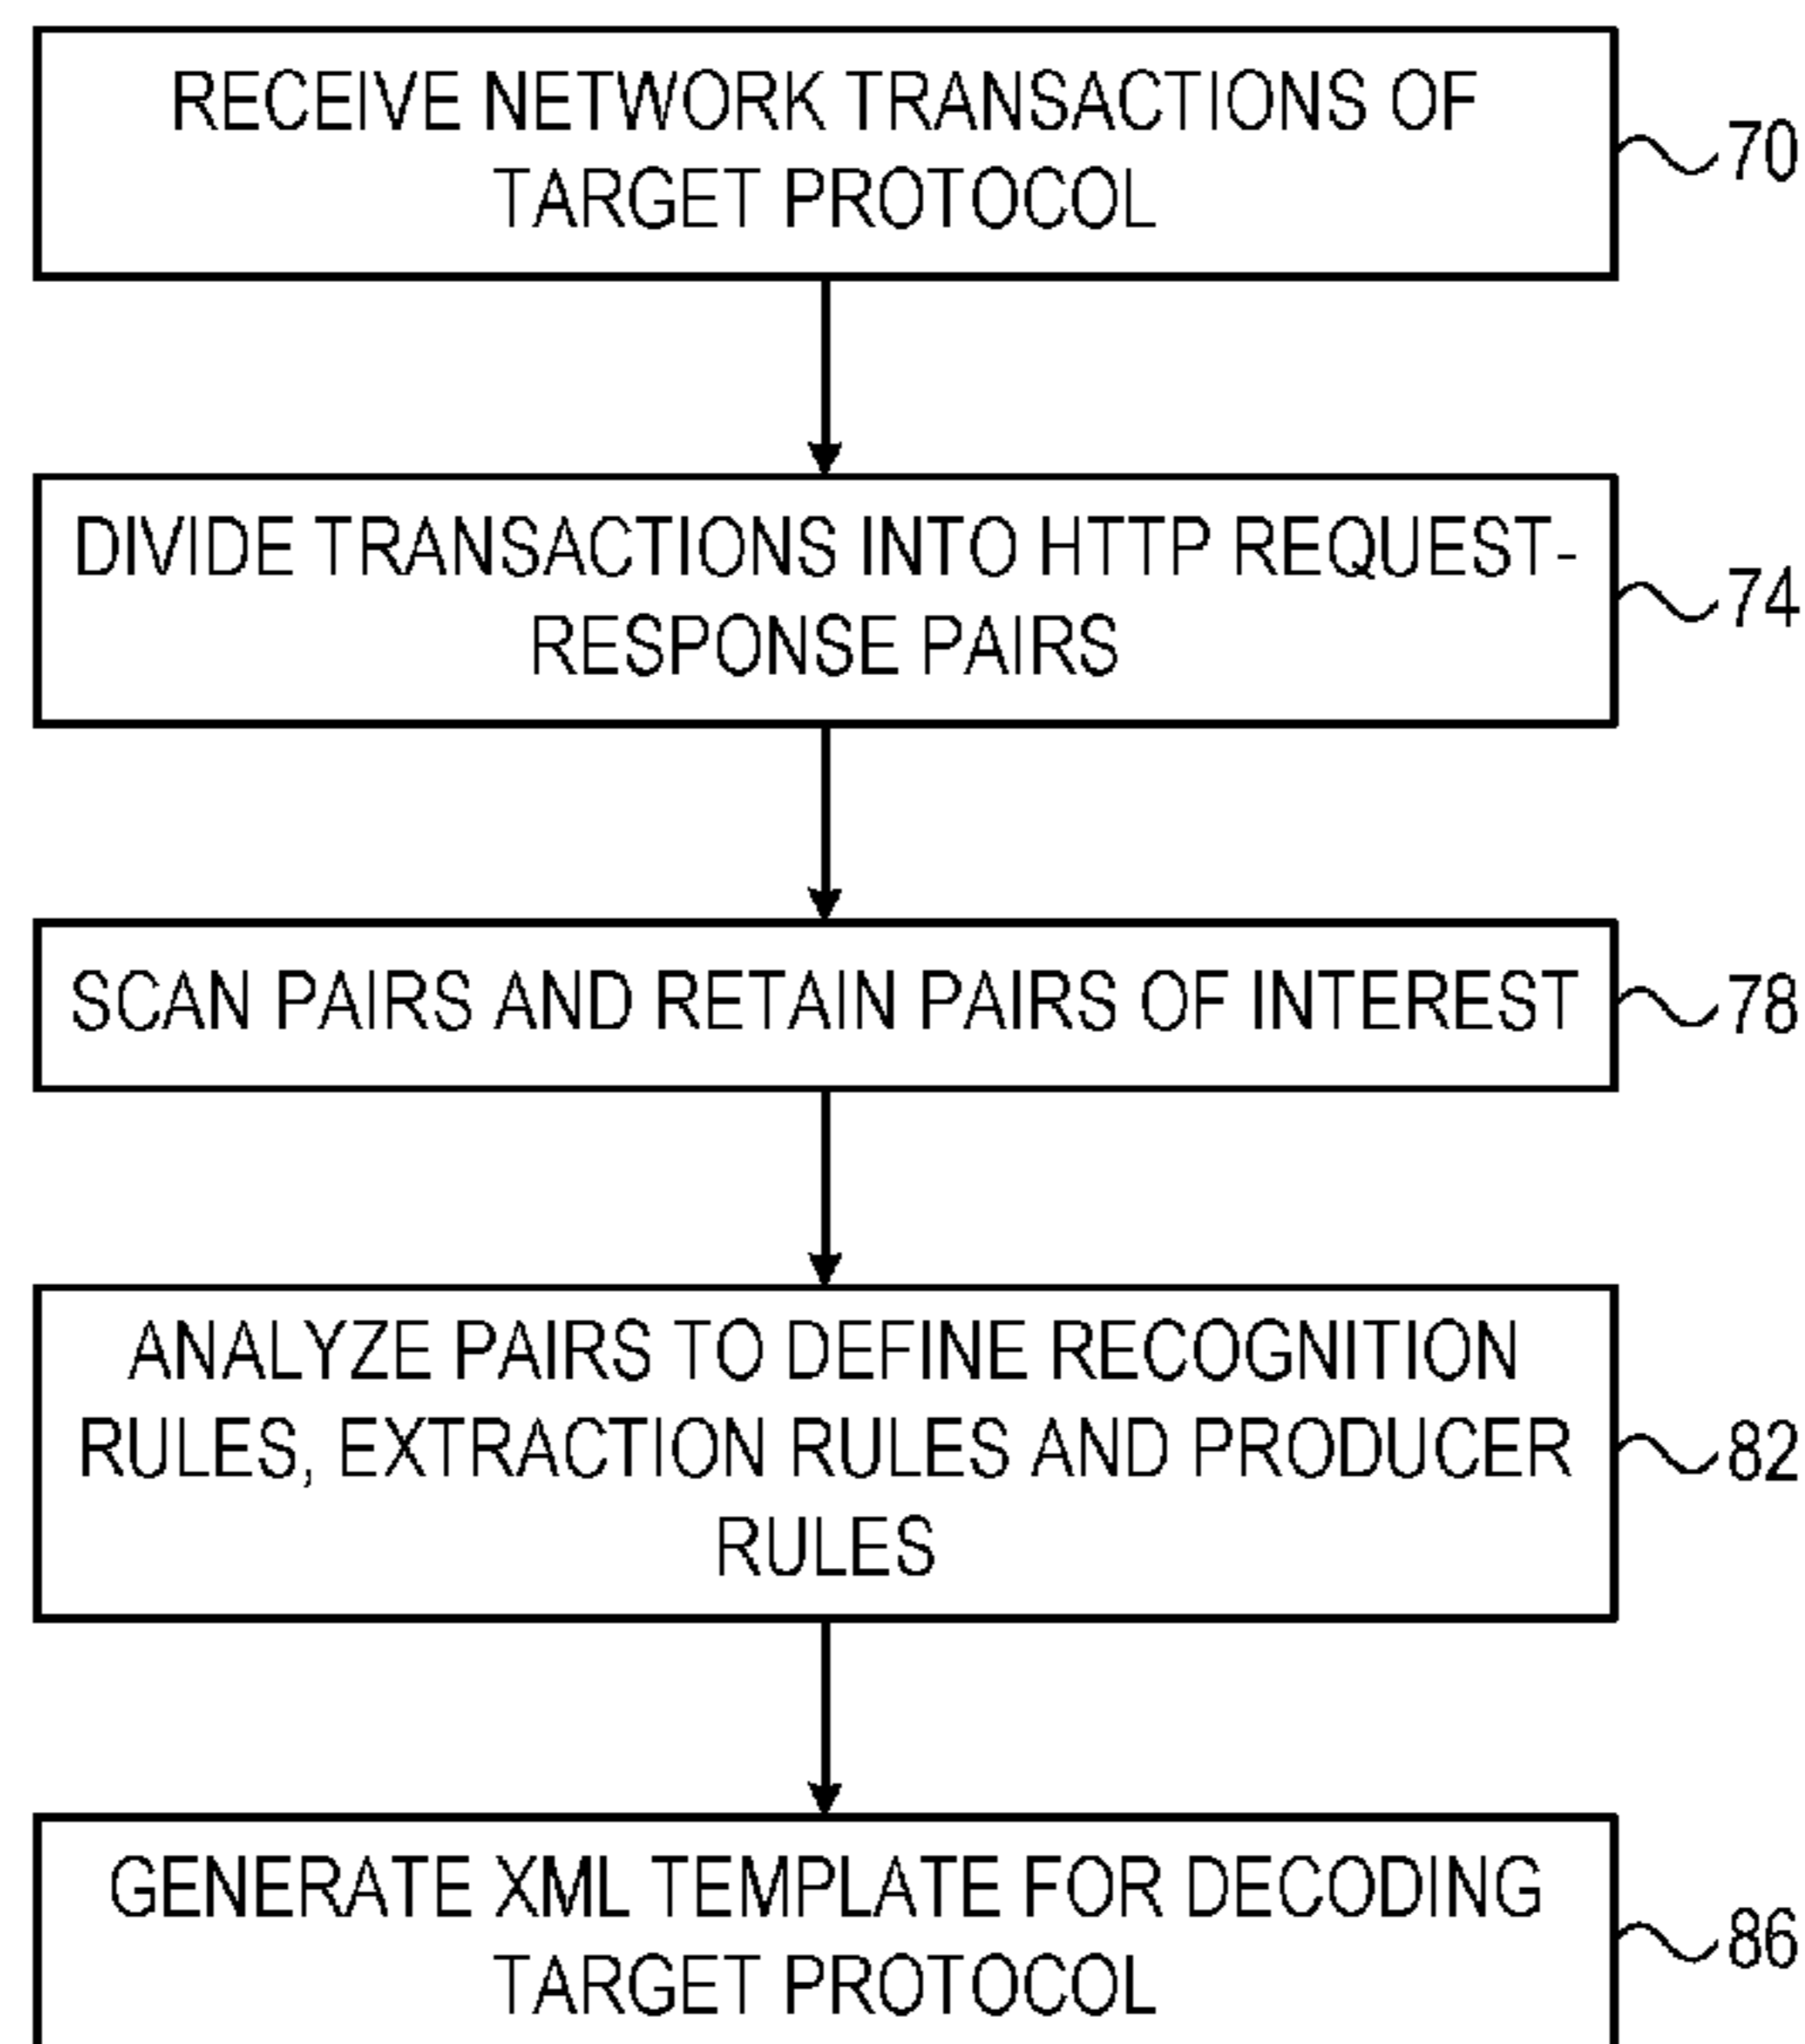 RECEIVE NETWORK TRANSACTIONS OF
TARGET PROTOCOL
70
DIVIDE TRANSACTIONS INTO HTTP REQUEST-
RESPONSE PAIRS
74
SCAN PAIRS AND RETAIN PAIRS OF INTEREST
78
ANALYZE PAIRS TO DEFINE RECOGNITION
RULES, EXTRACTION RULES AND PRODUCER
RULES
82
GENERATE XML TEMPLATE FOR DECODING
TARGET PROTOCOL
86